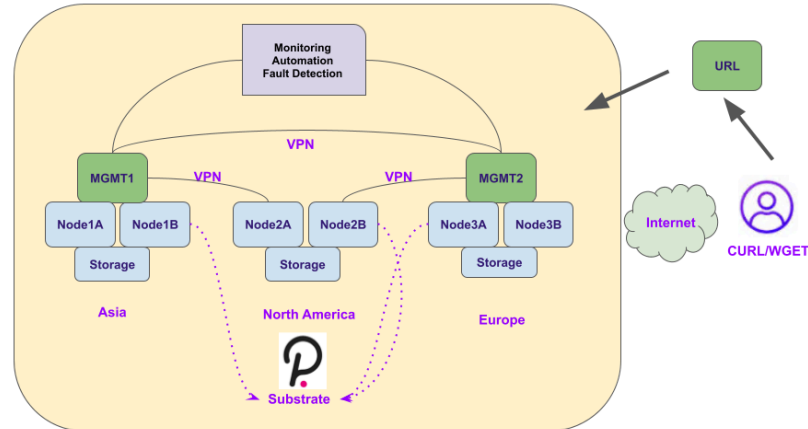 Monitoring
Automation
Fault Detection
URL
VPN
MGMT1
VPN
VPN
MGMT2
Node1A
Node1B
Node2A
Node2B
Node3A
Node3B
Internet
Storage
Storage
Storage
CURL/WGET
Asia
North America
Europe
Substrate